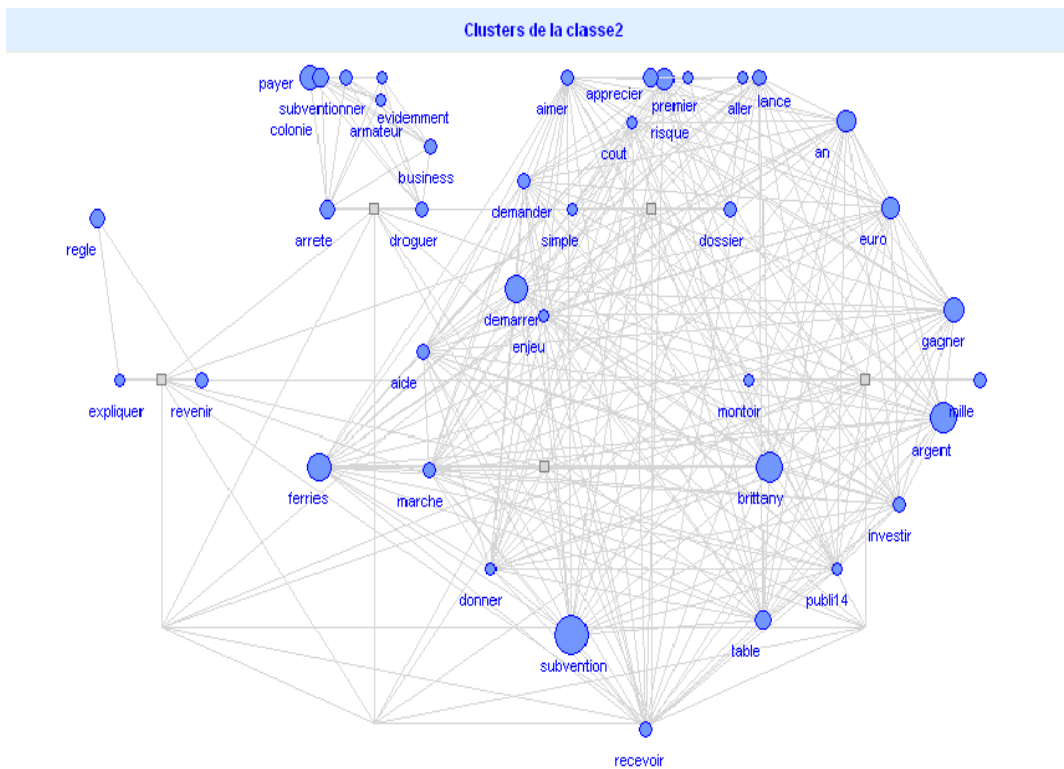 Clusters de la classe2
payer
subventionner
colonie
armateur
evidemment
business
aimer
apprecier
premier
aller
lance
cout
risque
an
regle
arrete
droguer
demander
simple
dossier
euro
demarrer
enjeu
gagner
aide
expliquer
revenir
montoir
mille
argent
ferries
marche
brittany
investir
donner
publi14
subvention
table
recevoir